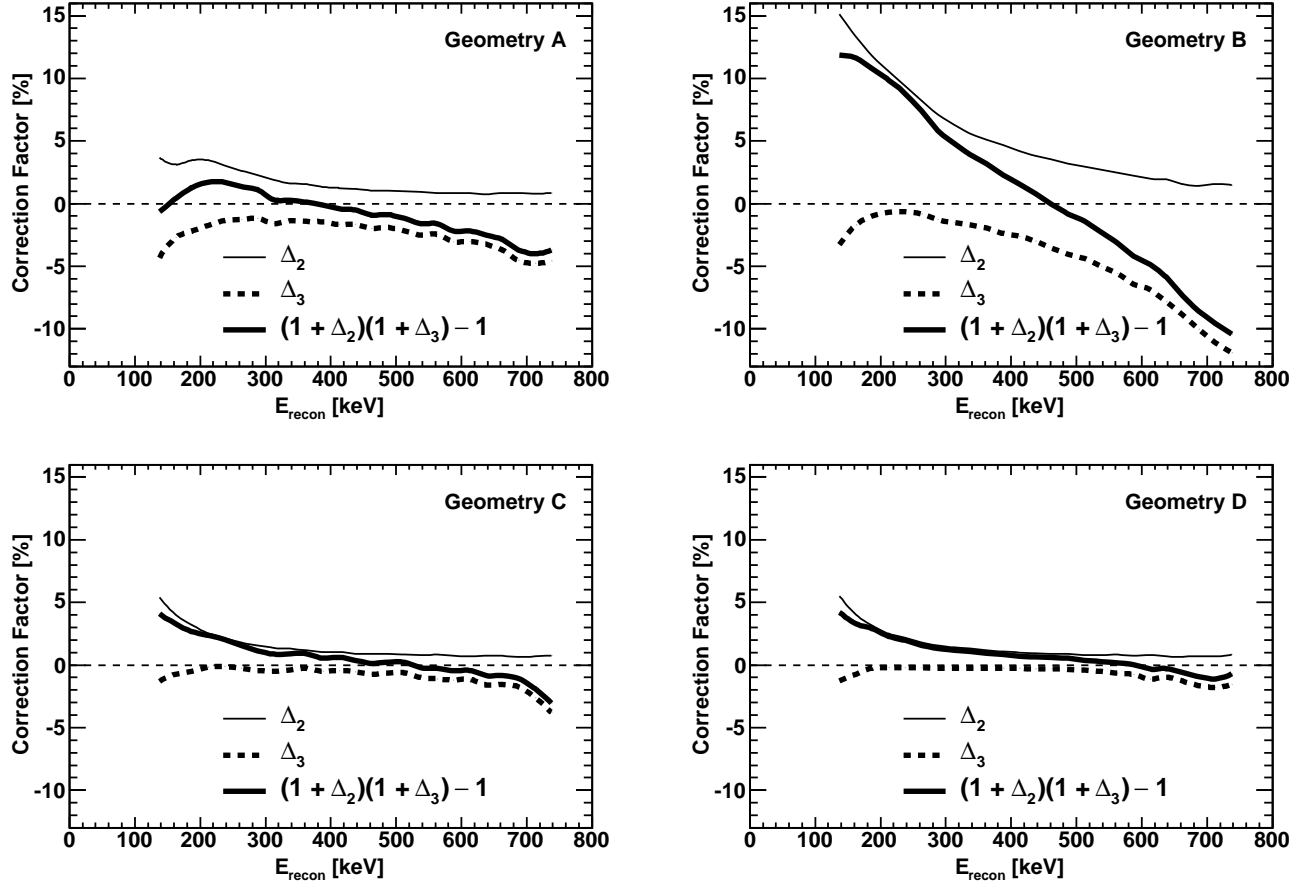 Geometry A
Correction Factor [%]
15
10
5
0
-5
-10
Δ₂
Δ₃
(1 + Δ₂)(1 + Δ₃) − 1
0 100 200 300 400 500 600 700 800
E_recon [keV]
Geometry B
Correction Factor [%]
15
10
5
0
-5
-10
Δ₂
Δ₃
(1 + Δ₂)(1 + Δ₃) − 1
0 100 200 300 400 500 600 700 800
E_recon [keV]
Geometry C
Correction Factor [%]
15
10
5
0
-5
-10
Δ₂
Δ₃
(1 + Δ₂)(1 + Δ₃) − 1
0 100 200 300 400 500 600 700 800
E_recon [keV]
Geometry D
Correction Factor [%]
15
10
5
0
-5
-10
Δ₂
Δ₃
(1 + Δ₂)(1 + Δ₃) − 1
0 100 200 300 400 500 600 700 800
E_recon [keV]